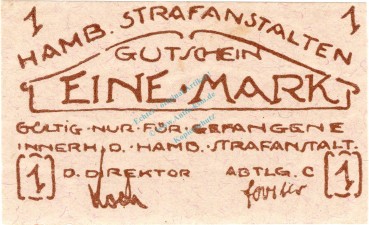 1 1
HAMB. STRAFANSTALTEN
GUTSCHEIN
EINE·MARK
GÜLTIG·NUR·FÜR·GEFANGENE
INNERH·D·HAMB·STRAFANSTALT.
1 D. DIREKTOR ABTLG. C 1
Koch